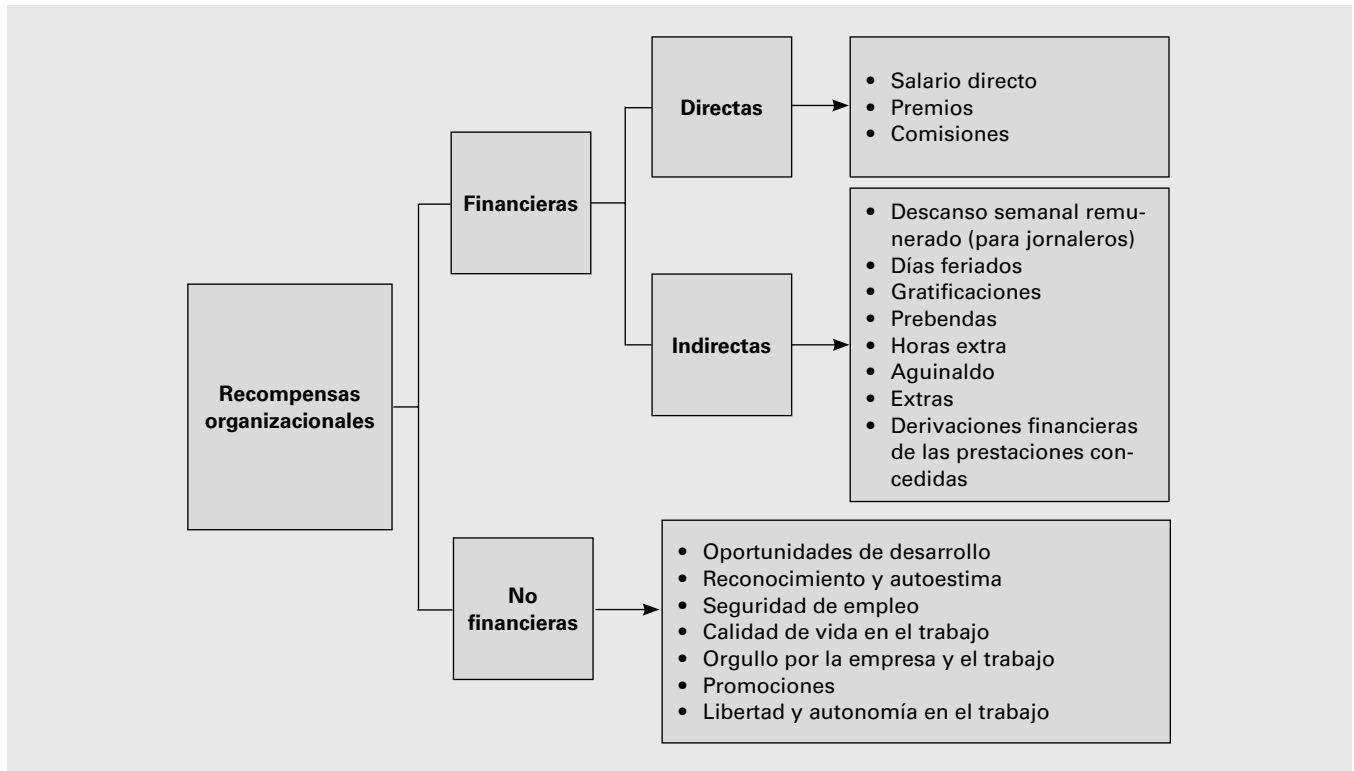 Recompensas
organizacionales
Financieras
Directas
• Salario directo
• Premios
• Comisiones
Indirectas
• Descanso semanal remu-
nerado (para jornaleros)
• Días feriados
• Gratificaciones
• Prebendas
• Horas extra
• Aguinaldo
• Extras
• Derivaciones financieras
de las prestaciones con-
cedidas
No
financieras
• Oportunidades de desarrollo
• Reconocimiento y autoestima
• Seguridad de empleo
• Calidad de vida en el trabajo
• Orgullo por la empresa y el trabajo
• Promociones
• Libertad y autonomía en el trabajo